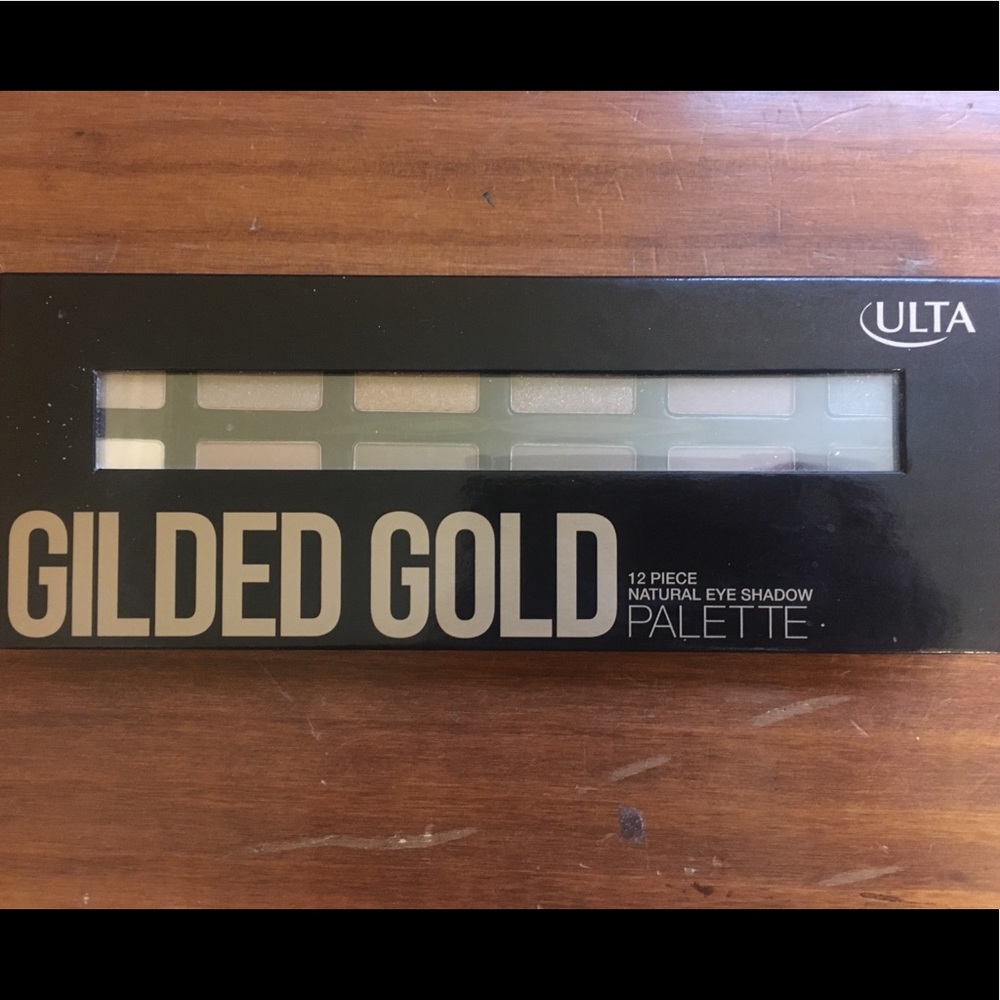 ULTA
GILDED GOLD
12 PIECE
NATURAL EYE SHADOW
PALETTE